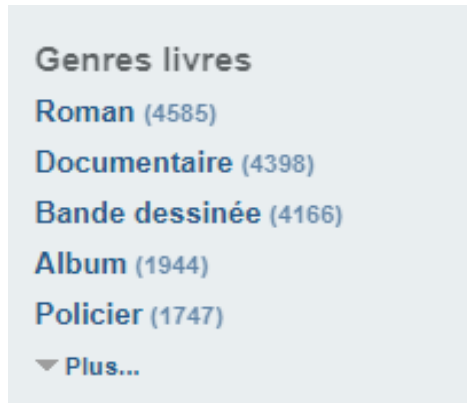 Genres livres
Roman (4585)
Documentaire (4398)
Bande dessinée (4166)
Album (1944)
Policier (1747)
Plus...